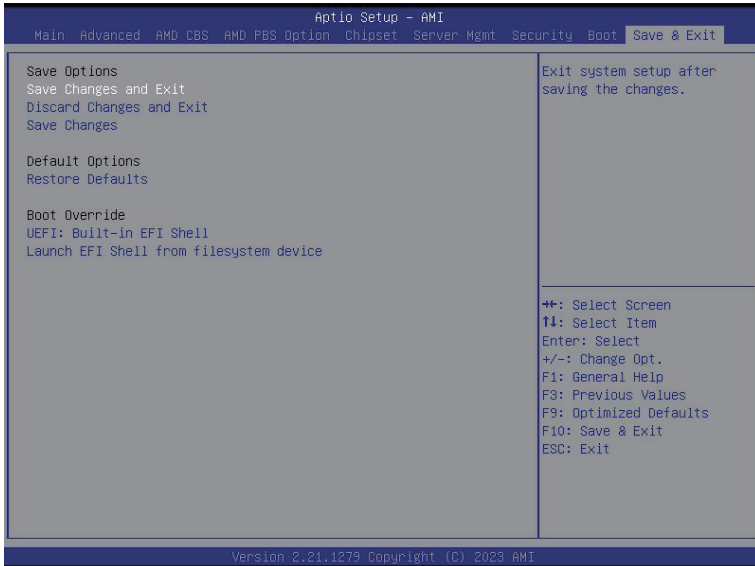 Aptio Setup – AMI
Main Advanced AMD CBS AMD PBS Option Chipset Server Mgmt Security Boot Save & Exit
Save Options
Save Changes and Exit
Discard Changes and Exit
Save Changes
Default Options
Restore Defaults
Boot Override
UEFI: Built-in EFI Shell
Launch EFI Shell from filesystem device
Exit system setup after
saving the changes.
→←: Select Screen
↑↓: Select Item
Enter: Select
+/-: Change Opt.
F1: General Help
F3: Previous Values
F9: Optimized Defaults
F10: Save & Exit
ESC: Exit
Version 2.21.1279 Copyright (C) 2023 AMI